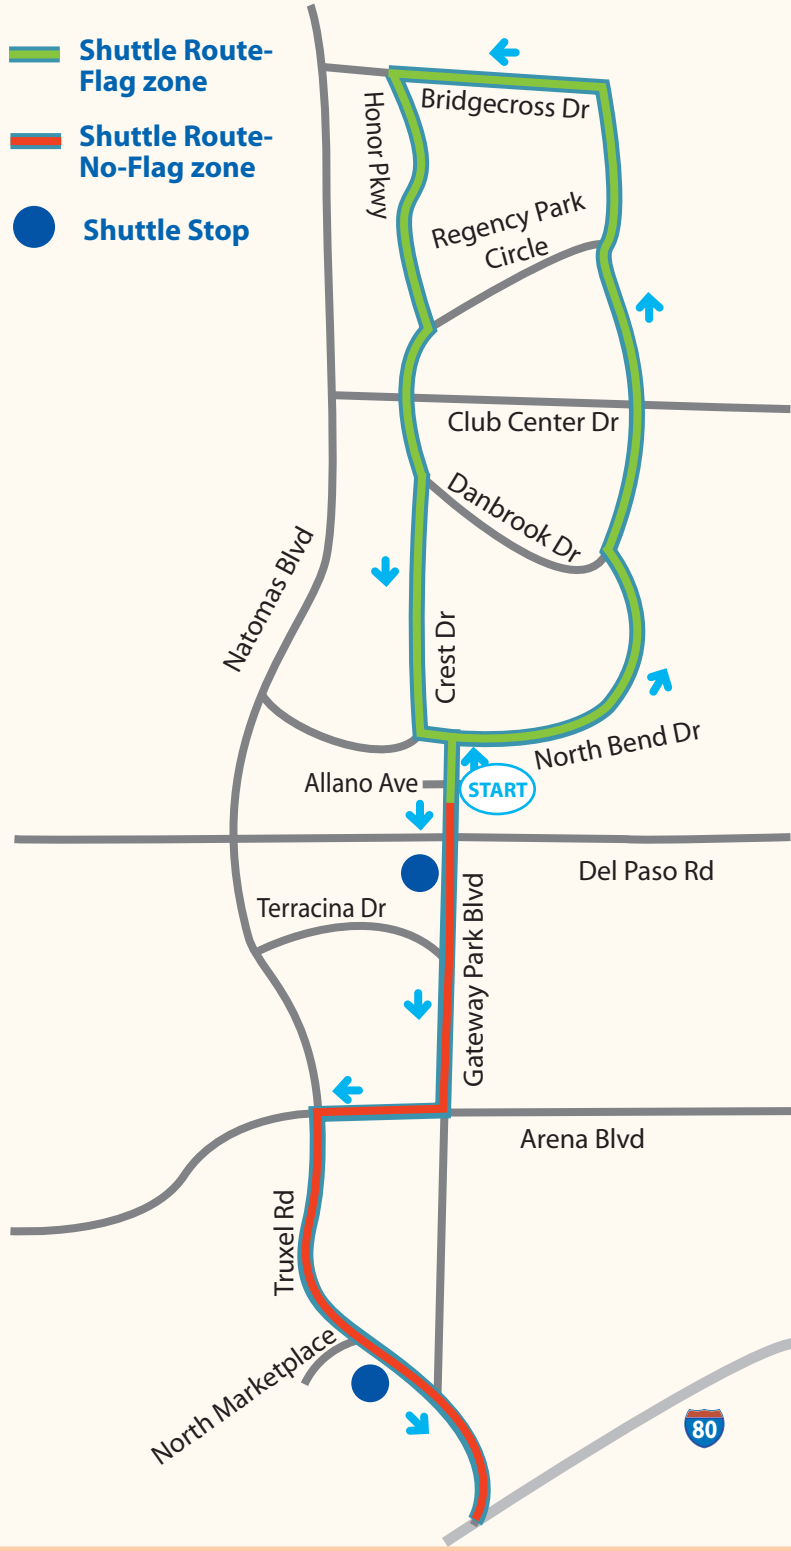 Shuttle Route-
Flag zone
Shuttle Route-
No-Flag zone
Shuttle Stop
Bridgecross Dr
Honor Pkwy
Regency Park
Circle
Club Center Dr
Danbrook Dr
Natomas Blvd
Crest Dr
North Bend Dr
Allano Ave
START
Del Paso Rd
Terracina Dr
Gateway Park Blvd
Arena Blvd
Truxel Rd
North Marketplace
80